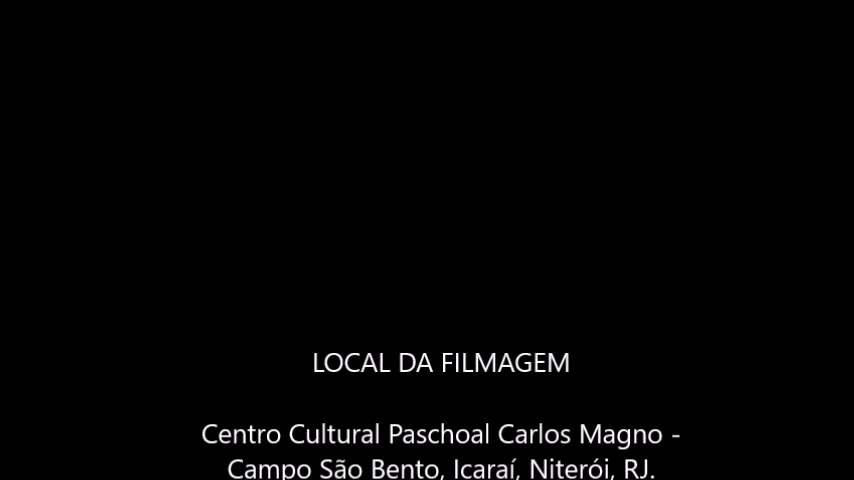 LOCAL DA FILMAGEM
Centro Cultural Paschoal Carlos Magno -
Campo São Bento, Icaraí, Niterói, RJ.